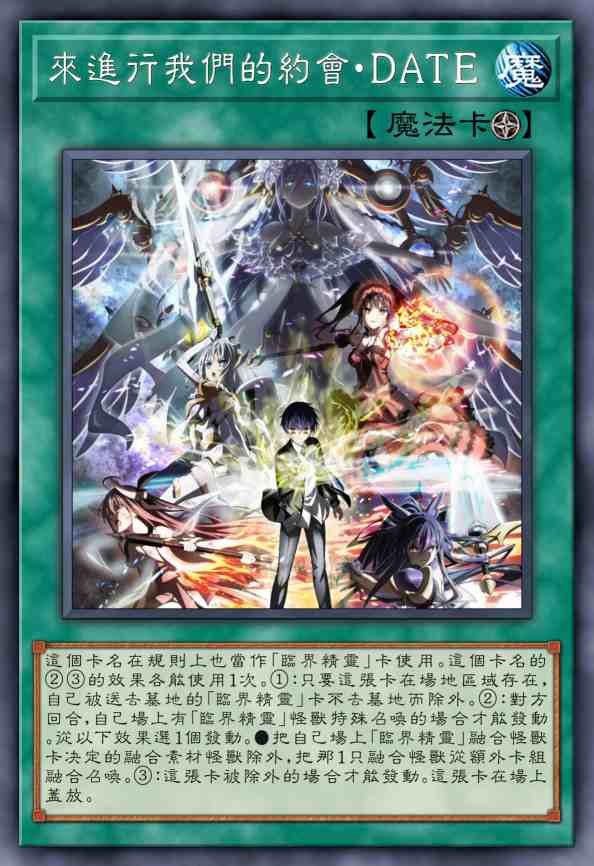 來進行我們的約會·DATE
魔
【魔法卡】
這個卡名在規則上也當作「臨界精靈」卡使用。這個卡名的
②③的效果各能使用1次。①:只要這張卡在場地區域存在,
自己被送去墓地的「臨界精靈」卡不去墓地而除外。②:對方
回合,自己場上有「臨界精靈」怪獸特殊召喚的場合才能發動
。從以下效果選1個發動。●把自己場上「臨界精靈」融合怪獸
卡決定的融合素材怪獸除外,把那1只融合怪獸從額外卡組
融合召喚。③:這張卡被除外的場合才能發動。這張卡在場上
蓋放。